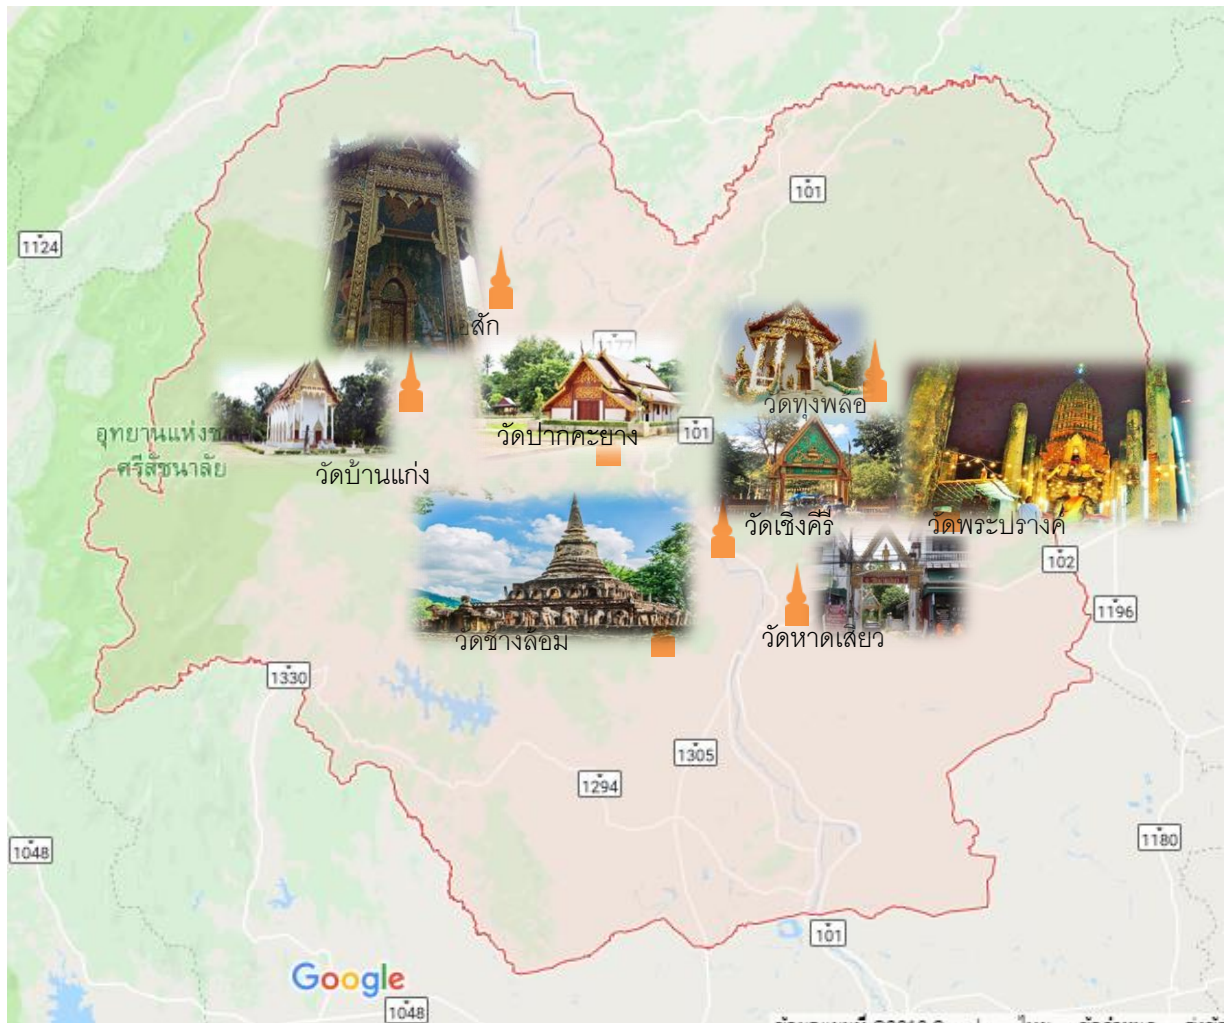 101
1124
สัก
1177
วัดทุ่งพลอ
วัดปากคะยาง
101
อุทยานแห่งช
ศรีสัชนาลัย
วัดบ้านแก่ง
วัดเชิงคีรี
วัดพระปรางค์
102
1196
วัดช้างล้อม
วัดหาดเสี้ยว
1330
1305
1294
1048
1180
101
Google
1048